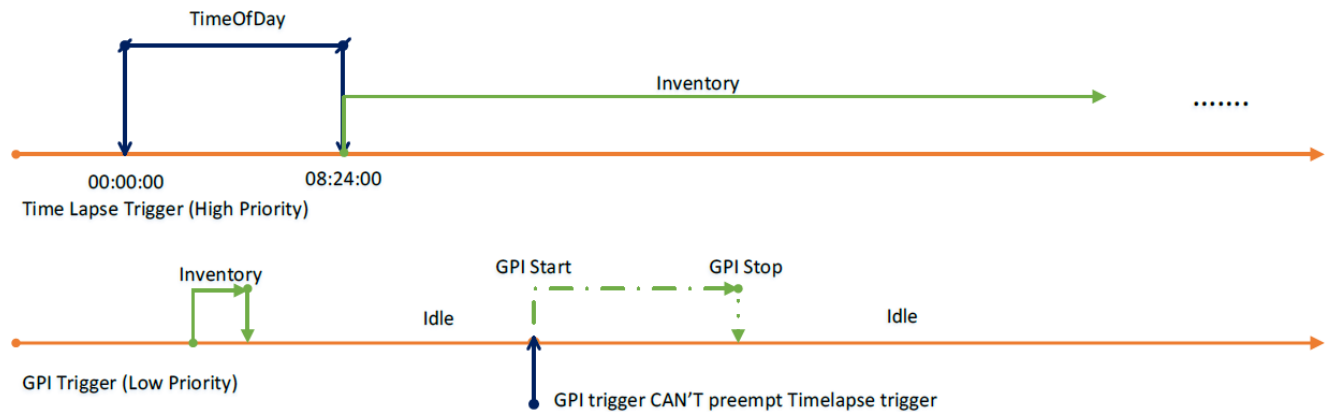 TimeOfDay
Inventory
.......
00:00:00
08:24:00
Time Lapse Trigger (High Priority)
GPI Start
GPI Stop
Inventory
Idle
Idle
GPI Trigger (Low Priority)
GPI trigger CAN'T preempt Timelapse trigger